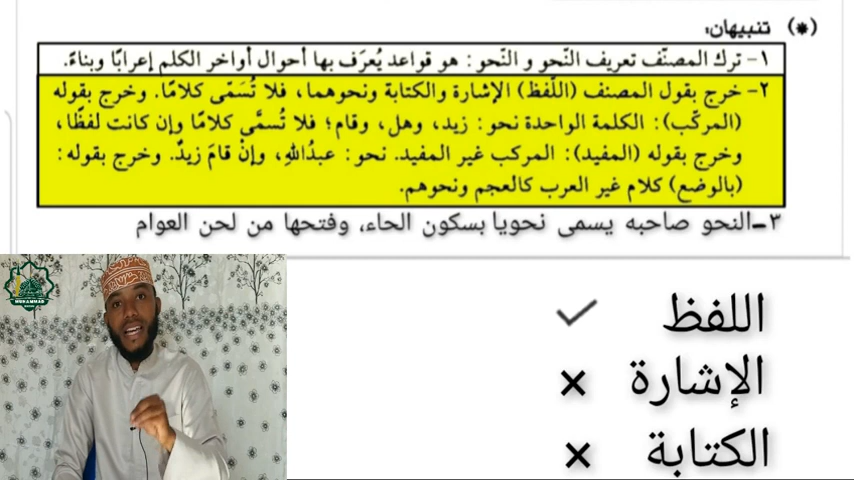 (*) تنبيهان:
١- ترك المصنّف تعريف النّحو و النّحو: هو قواعد يُعرَف بها أحوال أواخر الكلم إعرابًا وبناءً.
٢- خرج بقول المصنف (اللّفظ) الإشارة والكتابة ونحوهما، فلا تُسَمّى كلامًا. وخرج بقوله
(المركّب): الكلمة الواحدة نحو: زيد، وهل، وقام؛ فلا تُسمَّى كلامًا وإن كانت لفظًا،
وخرج بقوله (المفيد): المركب غير المفيد. نحو: عبدُاللهِ، وإنْ قامَ زيدٌ. وخرج بقوله:
(بالوضع) كلام غير العرب كالعجم ونحوهم.
٣-النحو صاحبه يسمى نحويا بسكون الحاء، وفتحها من لحن العوام
اللفظ ✓
الإشارة ×
الكتابة ×
MUHAMMAD